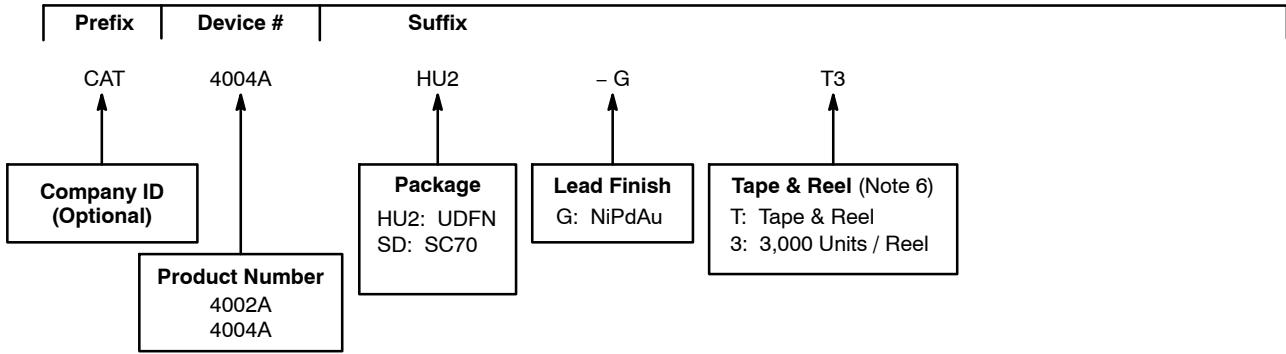 Prefix Device # Suffix
CAT 4004A HU2 – G T3
Company ID
(Optional)
Product Number
4002A
4004A
Package
HU2: UDFN
SD: SC70
Lead Finish
G: NiPdAu
Tape & Reel (Note 6)
T: Tape & Reel
3: 3,000 Units / Reel